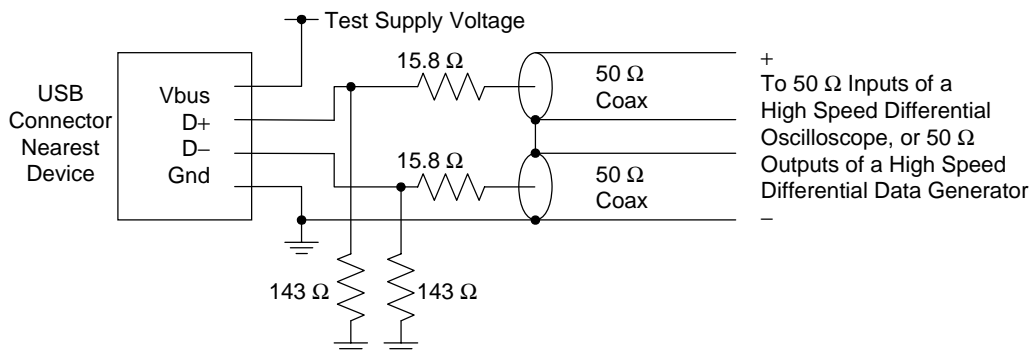 Test Supply Voltage
USB
Connector
Nearest
Device
Vbus
D+
D−
Gnd
15.8 Ω
15.8 Ω
50 Ω
Coax
50 Ω
Coax
+
To 50 Ω Inputs of a
High Speed Differential
Oscilloscope, or 50 Ω
Outputs of a High Speed
Differential Data Generator
−
143 Ω
143 Ω